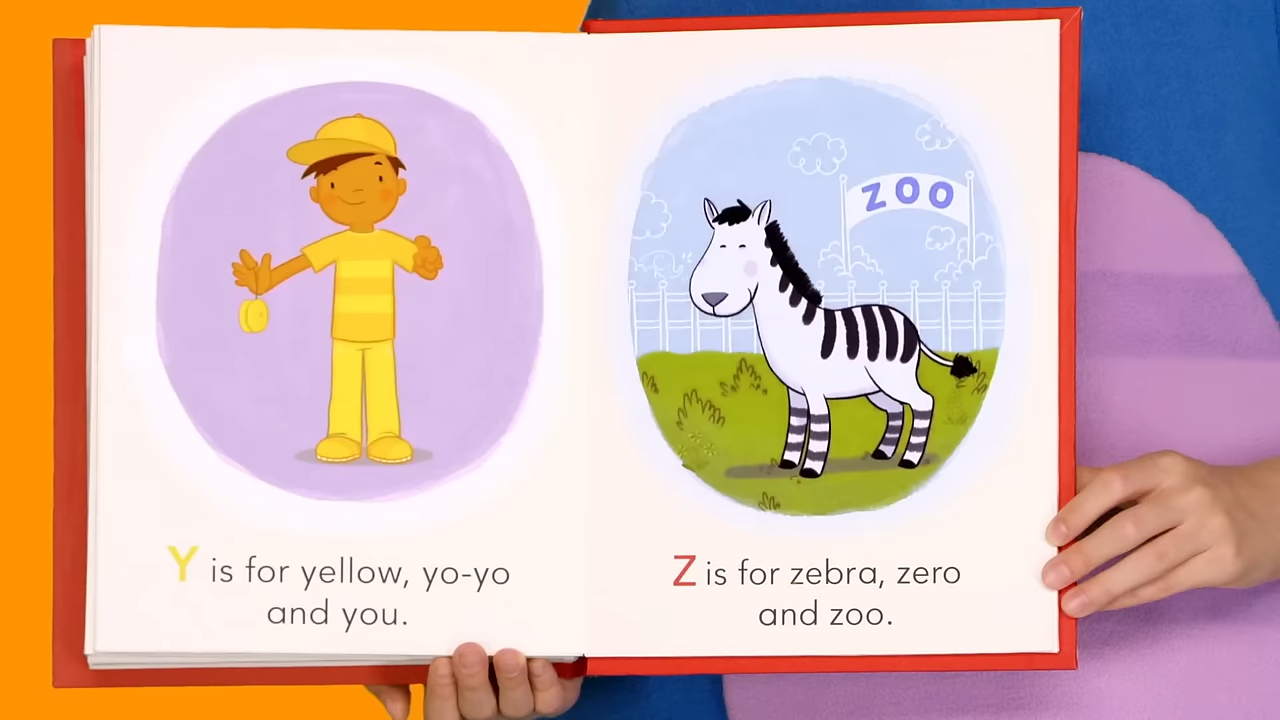 Y is for yellow, yo-yo
and you.
ZOO
Z is for zebra, zero
and zoo.